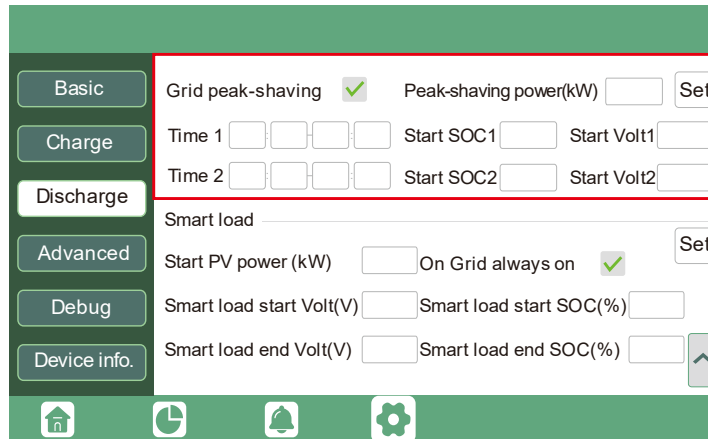 Basic
Charge
Discharge
Advanced
Debug
Device info.
Grid peak-shaving Peak-shaving power(kW) Set
Time 1 : - : Start SOC1 Start Volt1
Time 2 : - : Start SOC2 Start Volt2
Smart load
Set
Start PV power (kW) On Grid always on
Smart load start Volt(V) Smart load start SOC(%)
Smart load end Volt(V) Smart load end SOC(%)